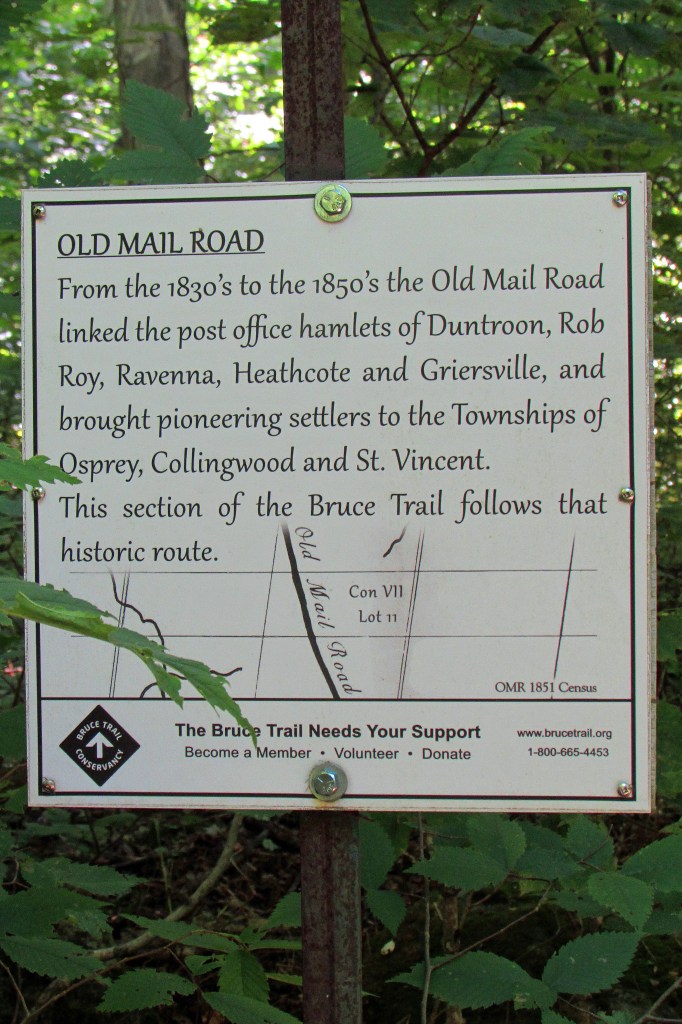 OLD MAIL ROAD
From the 1830's to the 1850's the Old Mail Road
linked the post office hamlets of Duntroon, Rob
Roy, Ravenna, Heathcote and Griersville, and
brought pioneering settlers to the Townships of
Osprey, Collingwood and St. Vincent.
This section of the Bruce Trail follows that
historic route.
Old Mail Road
Con VII
Lot 11
OMR 1851 Census
BRUCE TRAIL
CONSERVANCY
The Bruce Trail Needs Your Support
Become a Member • Volunteer • Donate
www.brucetrail.org
1-800-665-4453